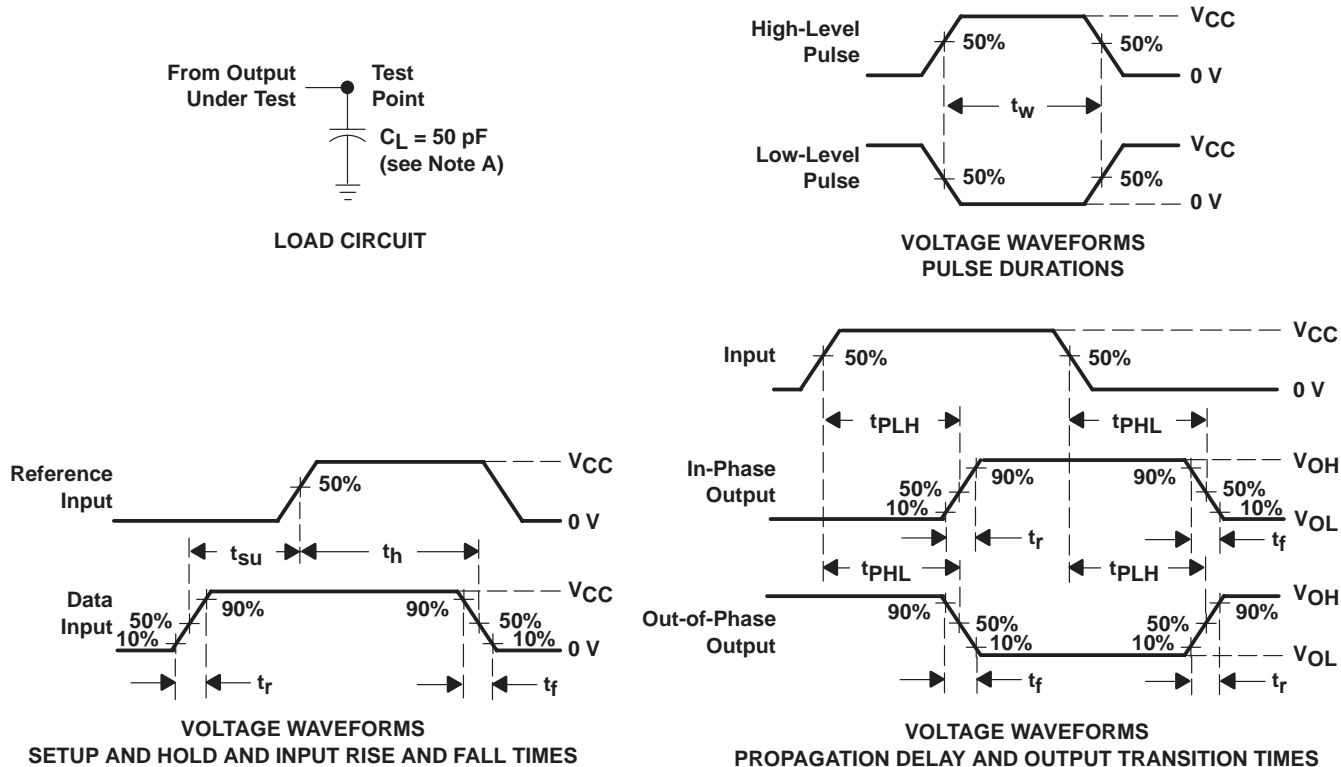 From Output
Under Test
Test
Point
CL = 50 pF
(see Note A)
LOAD CIRCUIT
High-Level
Pulse
50%
50%
VCC
0 V
tw
Low-Level
Pulse
50%
50%
VCC
0 V
VOLTAGE WAVEFORMS
PULSE DURATIONS
Reference
Input
50%
VCC
0 V
tsu
th
Data
Input
50%
10%
90%
90%
50%
10%
VCC
0 V
tr
tf
VOLTAGE WAVEFORMS
SETUP AND HOLD AND INPUT RISE AND FALL TIMES
Input
50%
50%
VCC
0 V
tPLH
tPHL
In-Phase
Output
50%
10%
90%
90%
50%
10%
VOH
VOL
tr
tf
tPHL
tPLH
Out-of-Phase
Output
90%
50%
10%
50%
10%
90%
VOH
VOL
tf
tr
VOLTAGE WAVEFORMS
PROPAGATION DELAY AND OUTPUT TRANSITION TIMES